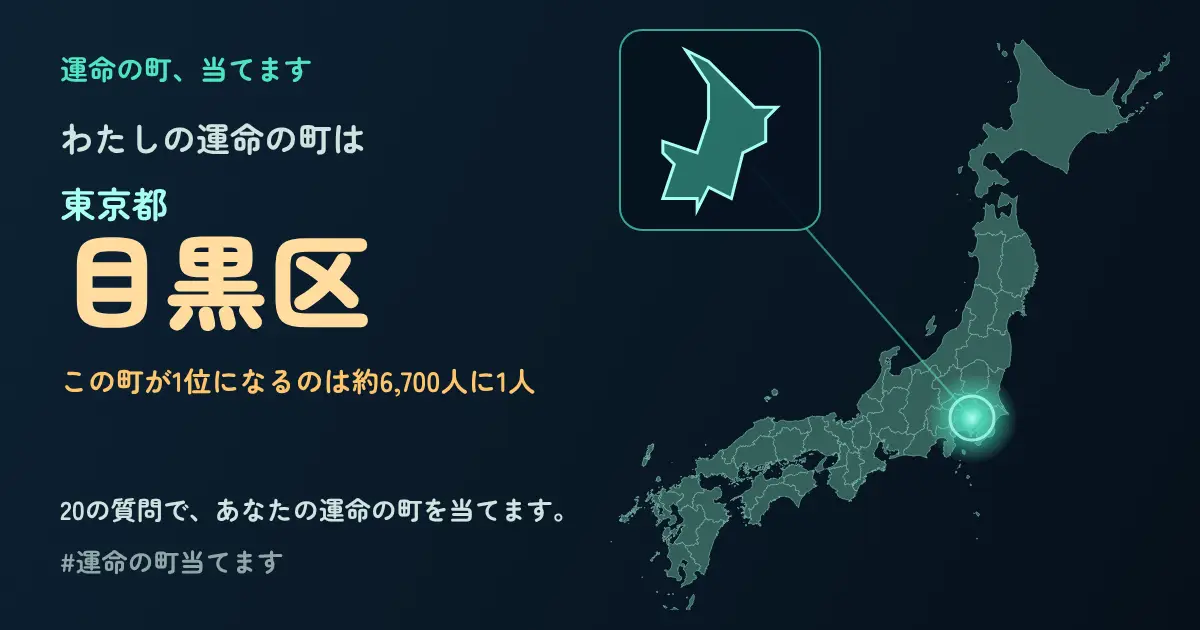 運命の町、当てます
わたしの運命の町は
東京都
目黒区
この町が1位になるのは約6,700人に1人
20の質問で、あなたの運命の町を当てます。
#運命の町当てます